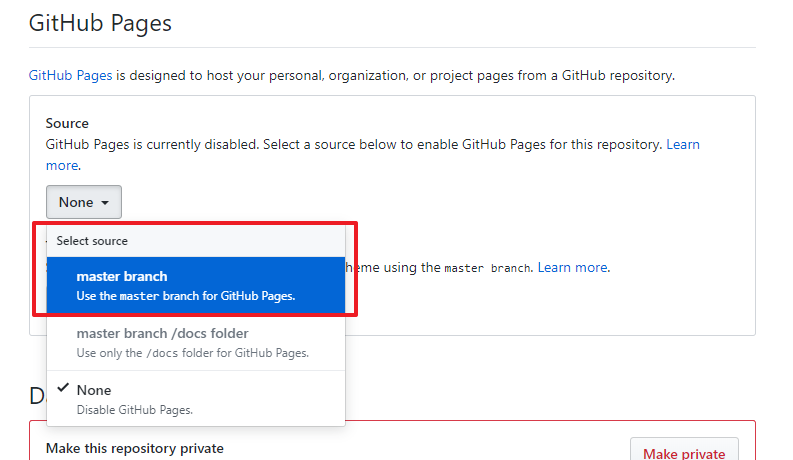 GitHub Pages
GitHub Pages is designed to host your personal, organization, or project pages from a GitHub repository.
Source
GitHub Pages is currently disabled. Select a source below to enable GitHub Pages for this repository. Learn
more.
None
Select source
heme using the master branch. Learn more.
master branch
Use the master branch for GitHub Pages.
master branch /docs folder
Use only the /docs folder for GitHub Pages.
None
Disable GitHub Pages.
Make this repository private
Make private